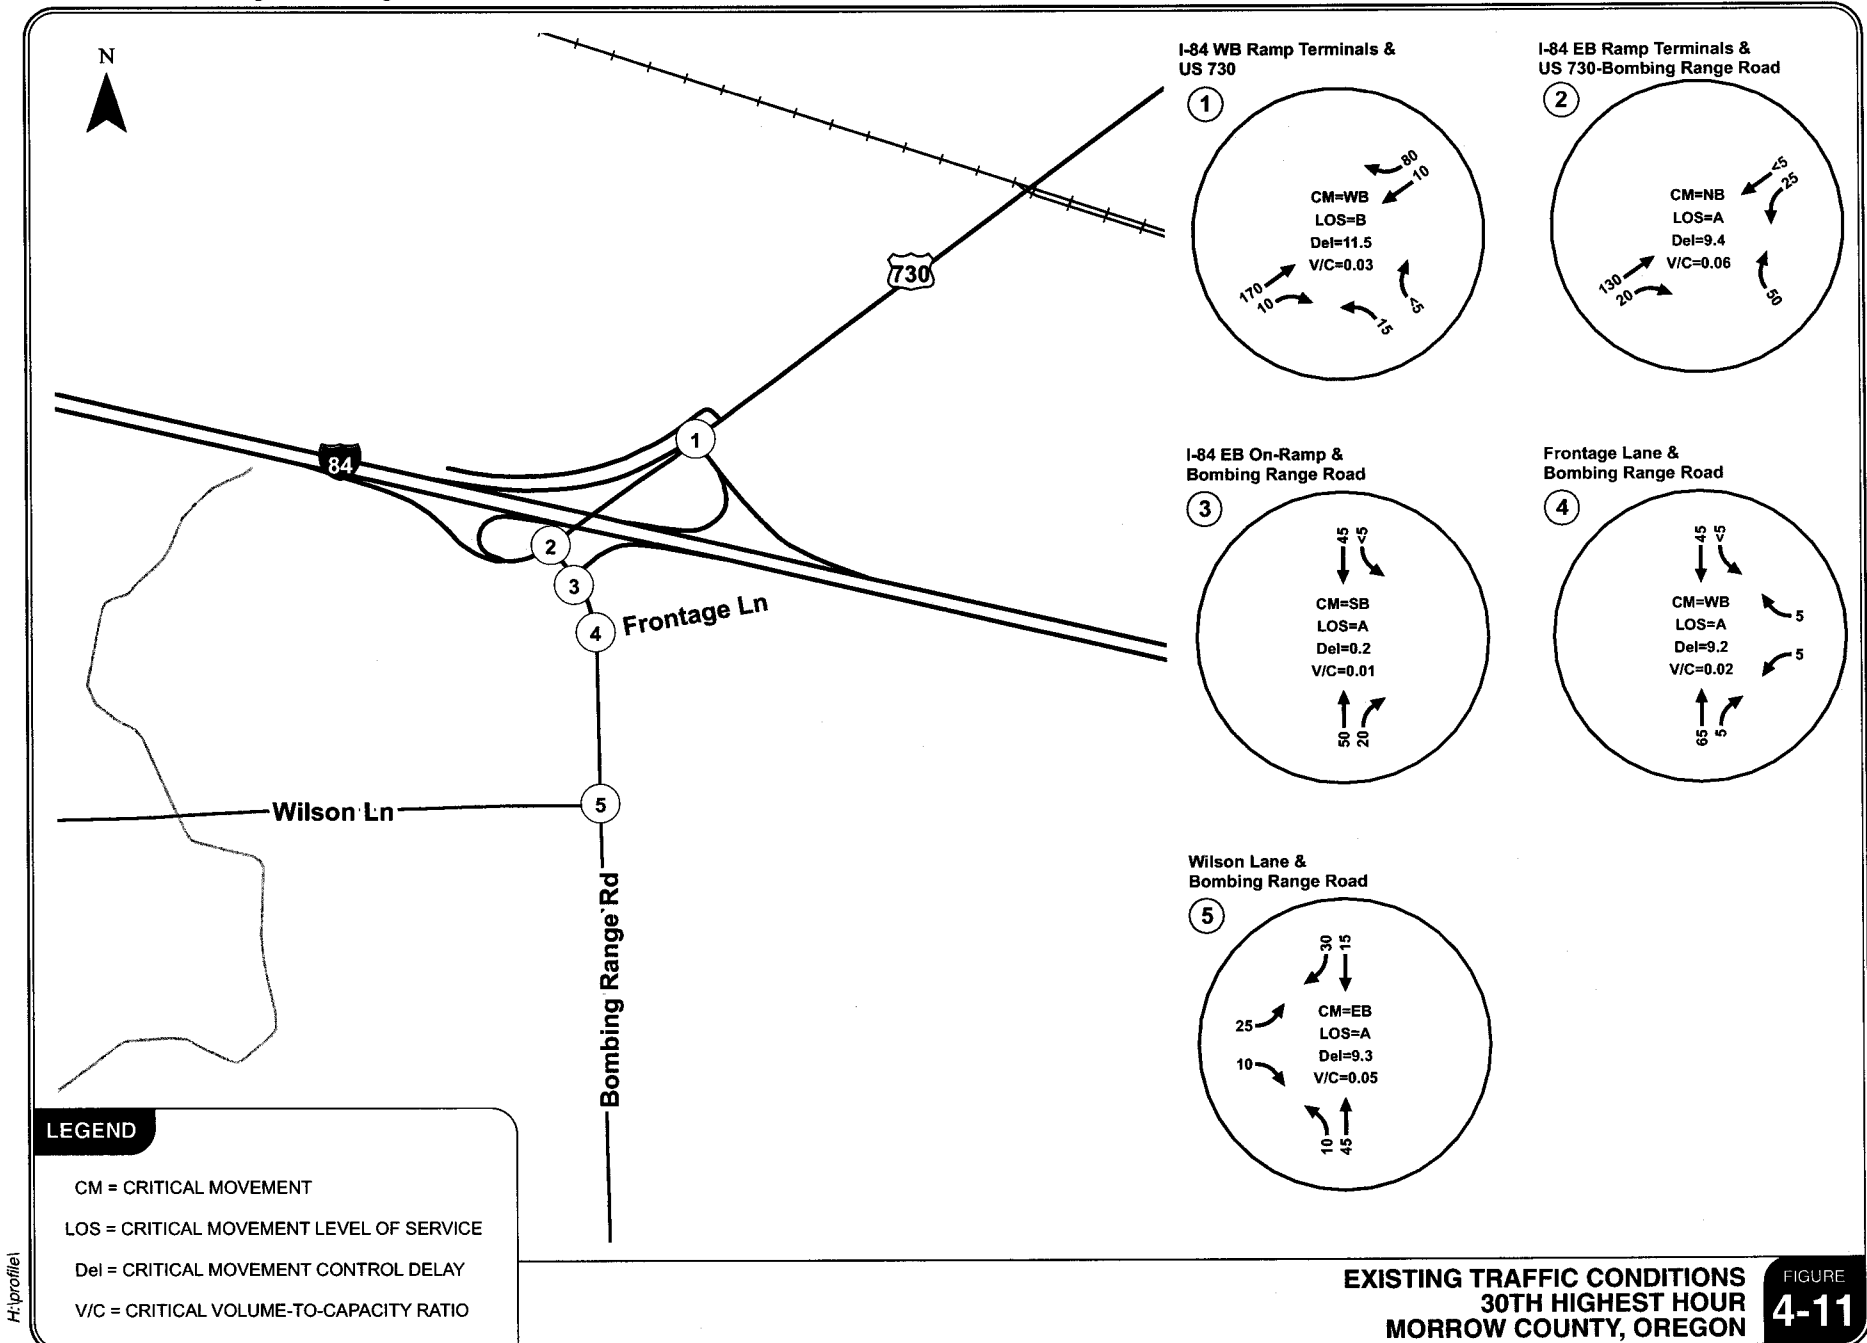 N
730
84
1
2
3
4
Frontage Ln
5
Wilson Ln
Bombing Range Rd
I-84 WB Ramp Terminals &
US 730
1
80
10
CM=WB
LOS=B
Del=11.5
V/C=0.03
170
10
15
<5
I-84 EB Ramp Terminals &
US 730-Bombing Range Road
2
<5
25
CM=NB
LOS=A
Del=9.4
V/C=0.06
130
20
50
I-84 EB On-Ramp &
Bombing Range Road
3
45 <5
CM=SB
LOS=A
Del=0.2
V/C=0.01
50 20
Frontage Lane &
Bombing Range Road
4
45 <5
CM=WB
LOS=A
Del=9.2
V/C=0.02
5
5
65 5
Wilson Lane &
Bombing Range Road
5
30 15
25
10
CM=EB
LOS=A
Del=9.3
V/C=0.05
10 45
LEGEND
CM = CRITICAL MOVEMENT
LOS = CRITICAL MOVEMENT LEVEL OF SERVICE
Del = CRITICAL MOVEMENT CONTROL DELAY
V/C = CRITICAL VOLUME-TO-CAPACITY RATIO
H:\profile\
EXISTING TRAFFIC CONDITIONS
30TH HIGHEST HOUR
MORROW COUNTY, OREGON
FIGURE
4-11